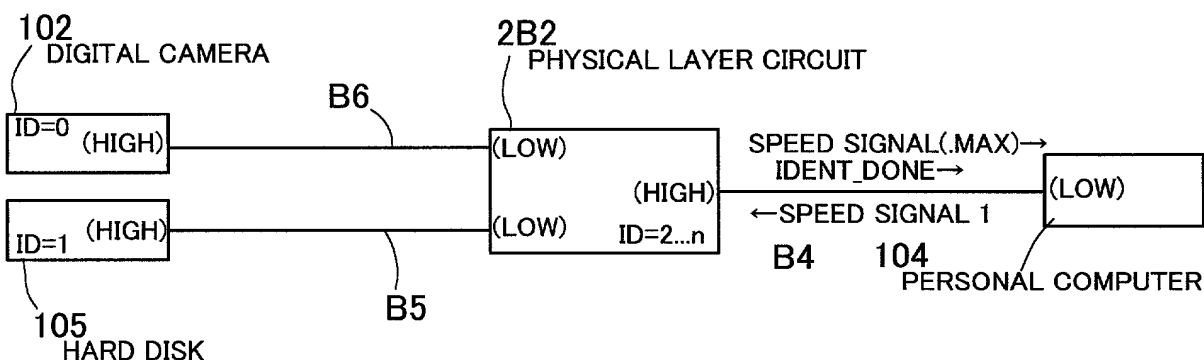 102
DIGITAL CAMERA
2B2
PHYSICAL LAYER CIRCUIT
B6
ID=0
(HIGH)
(LOW)
SPEED SIGNAL(.MAX)→
IDENT_DONE→
(HIGH)
(LOW)
ID=1
(HIGH)
(LOW)
ID=2...n
←SPEED SIGNAL 1
B4
104
PERSONAL COMPUTER
B5
105
HARD DISK